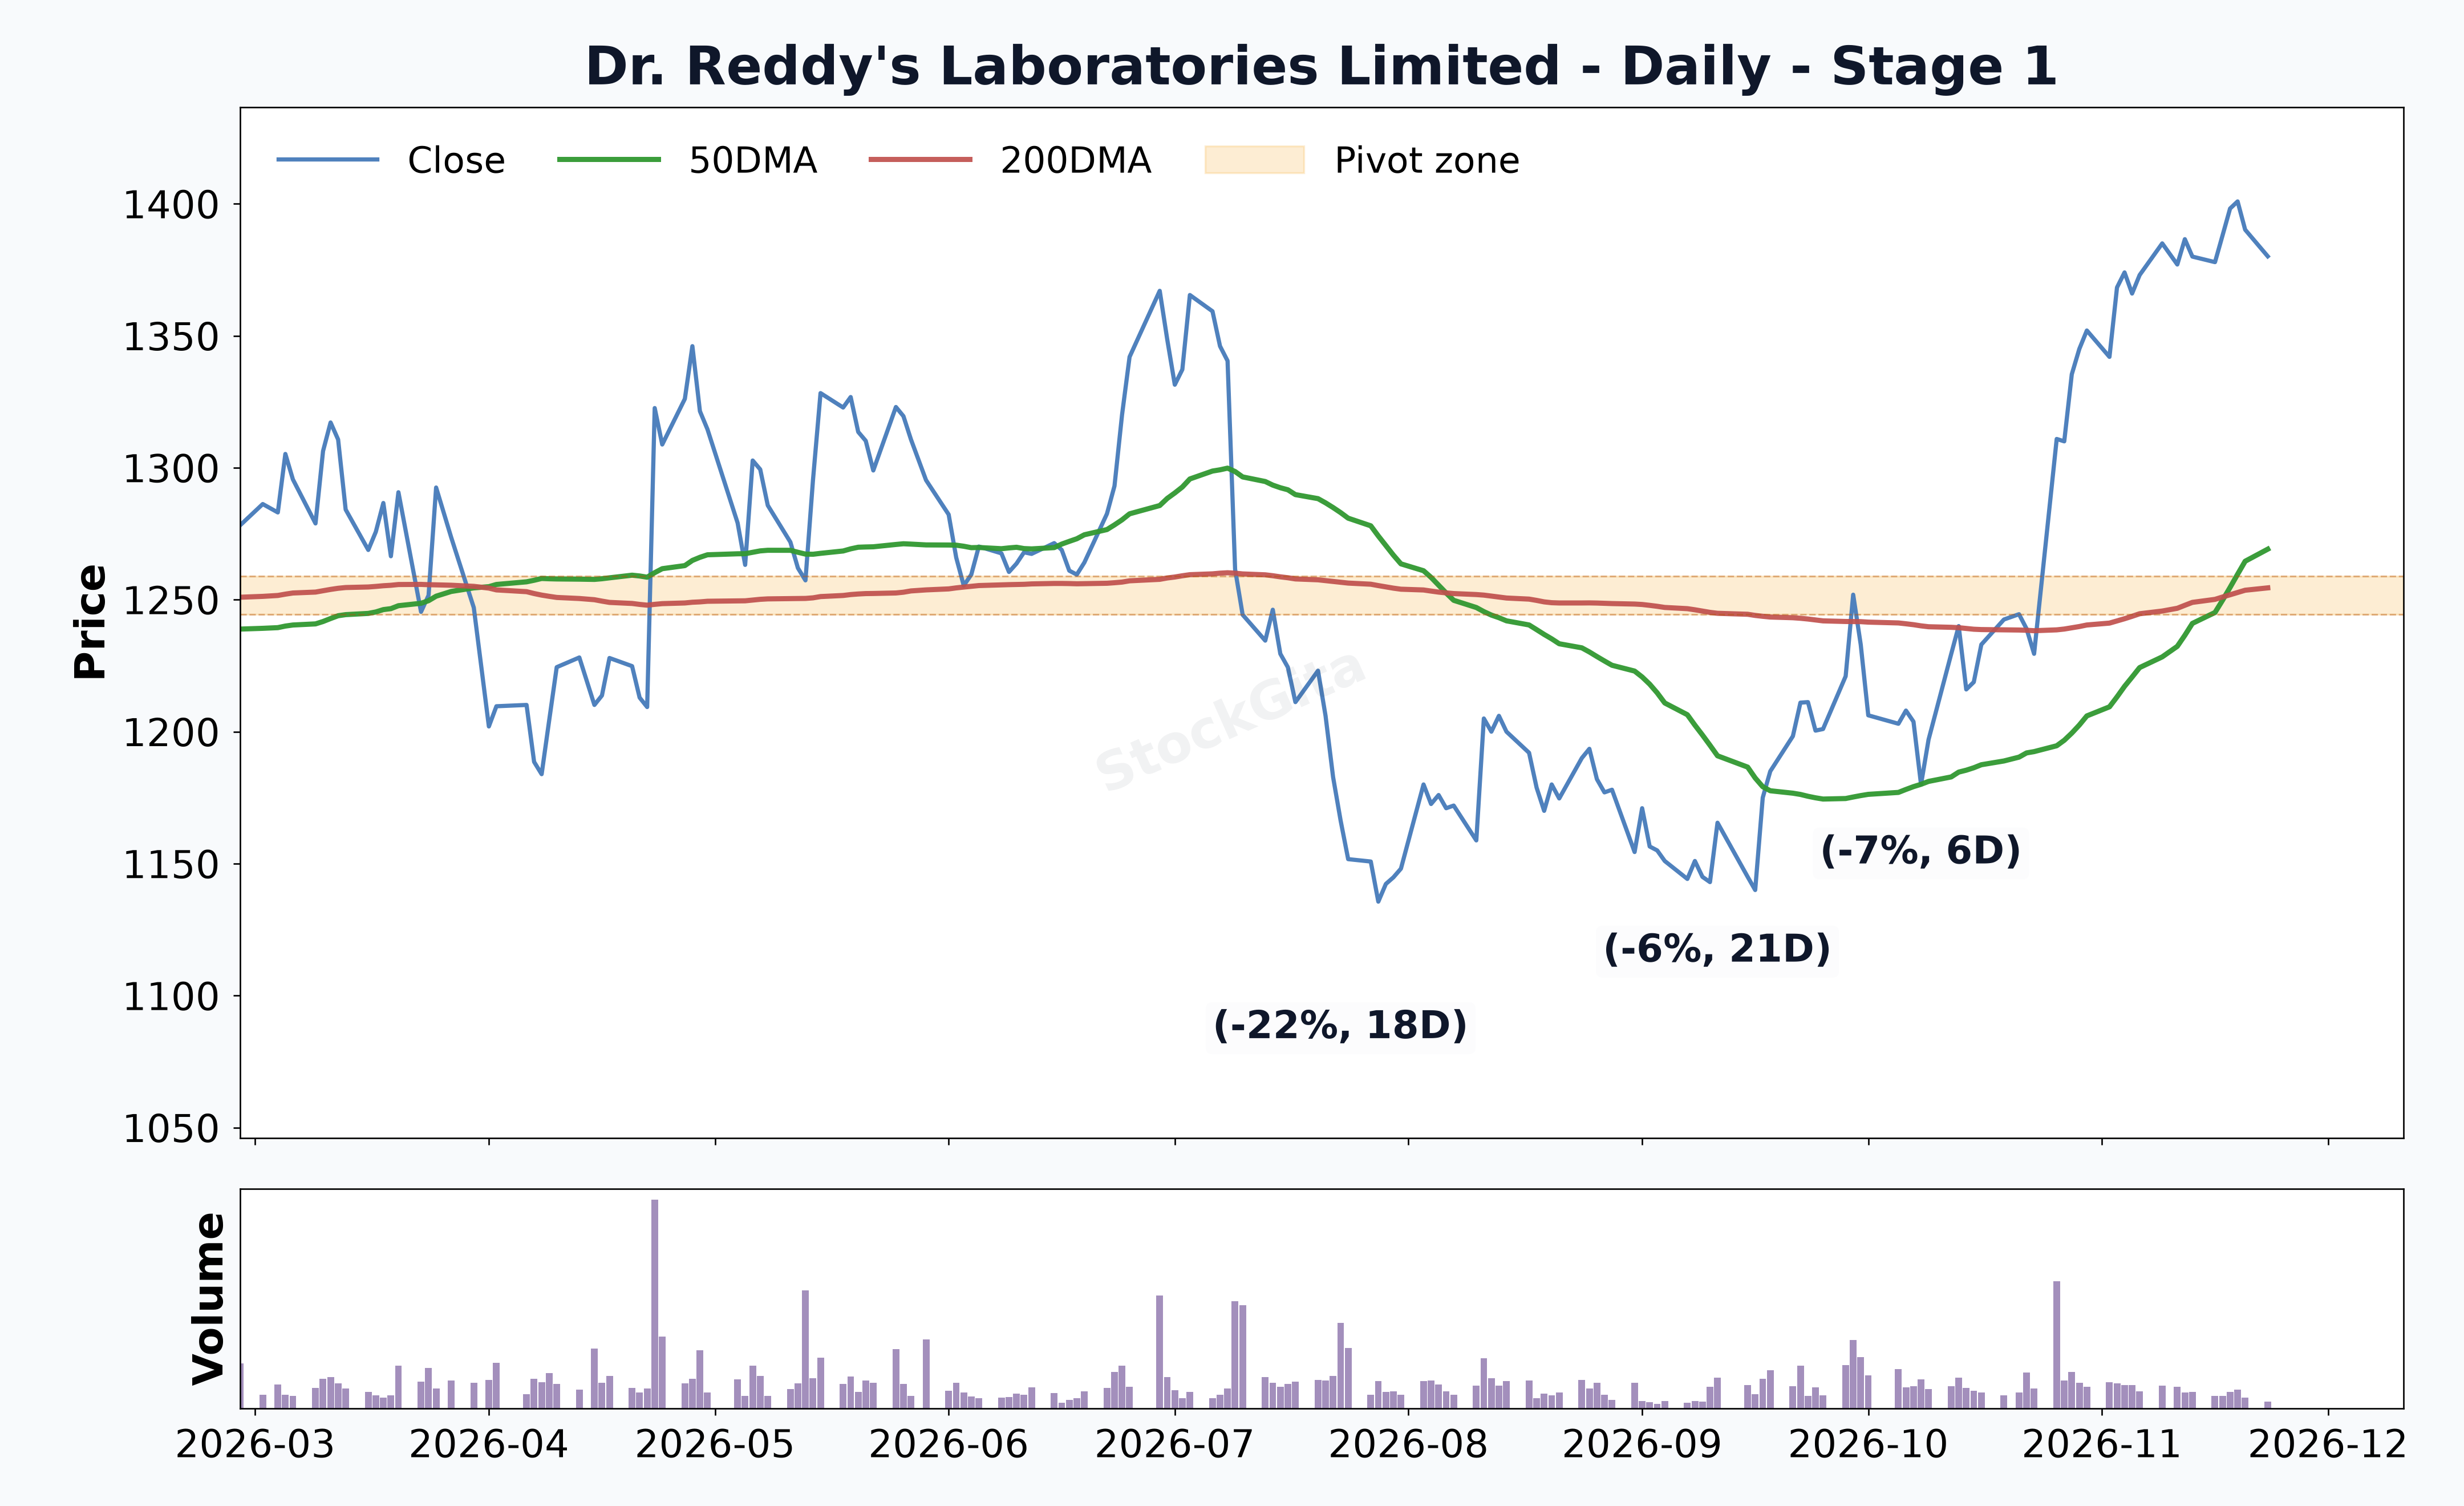 Dr. Reddy's Laboratories Limited - Daily - Stage 1
Close 50DMA 200DMA Pivot zone
Price
1400
1350
1300
1250
1200
1150
1100
1050
StockGita
(-7%, 6D)
(-6%, 21D)
(-22%, 18D)
Volume
2026-03 2026-04 2026-05 2026-06 2026-07 2026-08 2026-09 2026-10 2026-11 2026-12